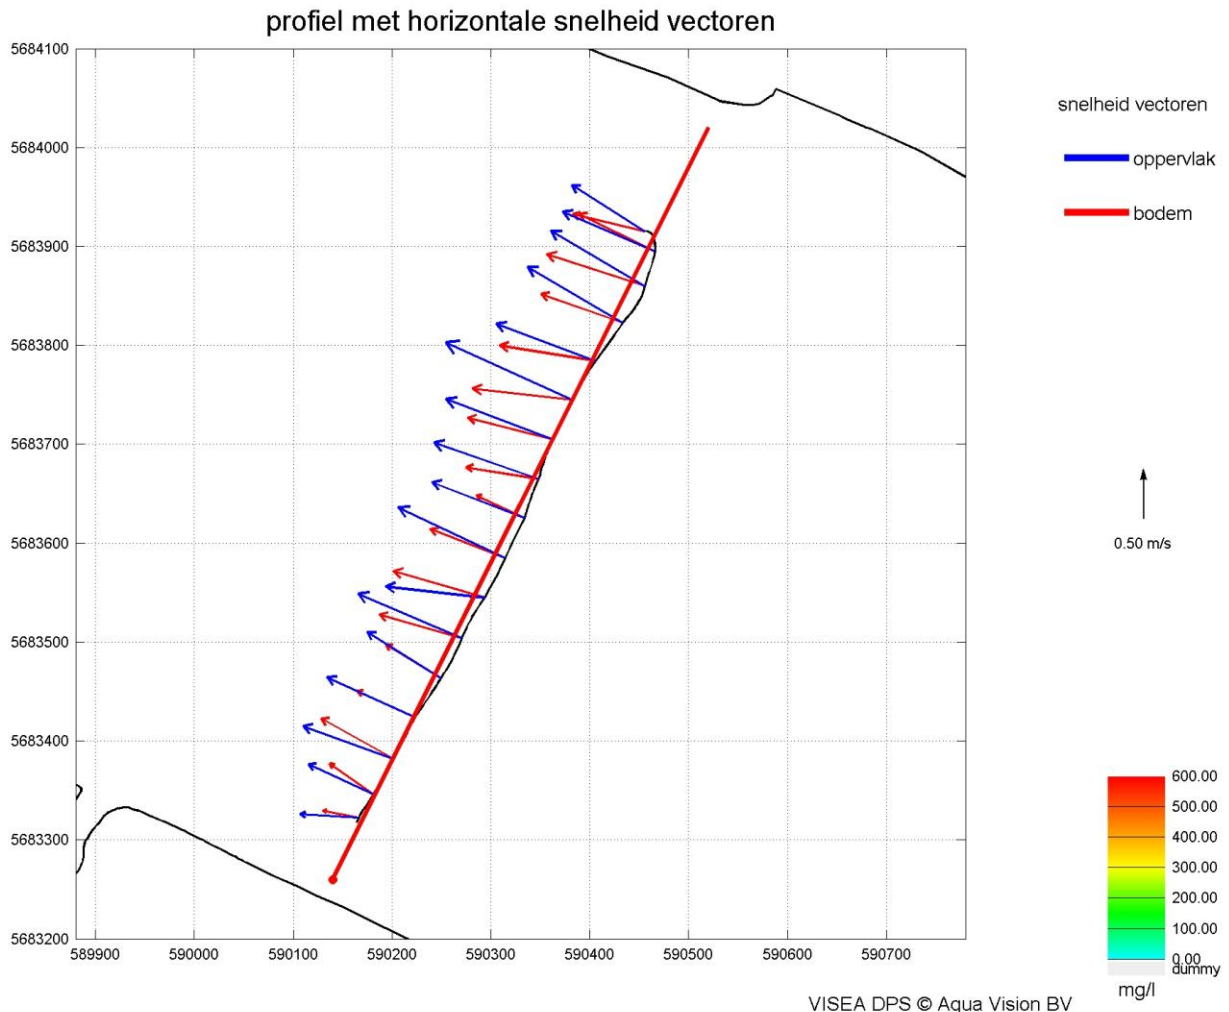 profiel met horizontale snelheid vectoren
5684100
5684000
5683900
5683800
5683700
5683600
5683500
5683400
5683300
5683200
589900 590000 590100 590200 590300 590400 590500 590600 590700
snelheid vectoren
oppervlak
bodem
0.50 m/s
600.00
500.00
400.00
300.00
200.00
100.00
0.00
dummy
mg/l
VISEA DPS © Aqua Vision BV